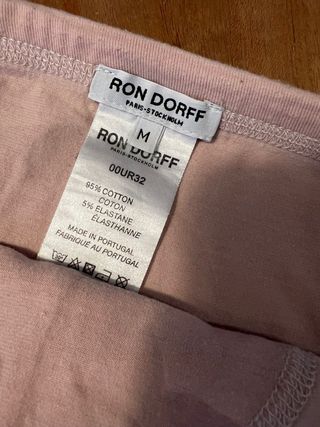 RON DORFF
PARIS-STOCKHOLM
M
RON DORFF
PARIS-STOCKHOLM
00UR32
95% COTTON
COTON
5% ELASTANE
ÉLASTHANNE
MADE IN PORTUGAL
FABRIQUÉ AU PORTUGAL